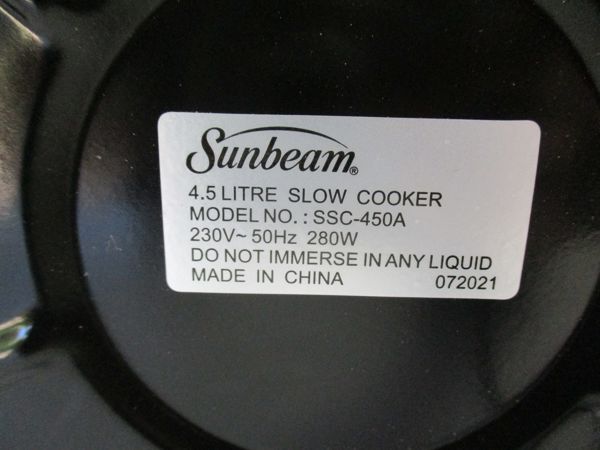 Sunbeam®
4.5 LITRE SLOW COOKER
MODEL NO. : SSC-450A
230V~ 50Hz 280W
DO NOT IMMERSE IN ANY LIQUID
MADE IN CHINA 072021